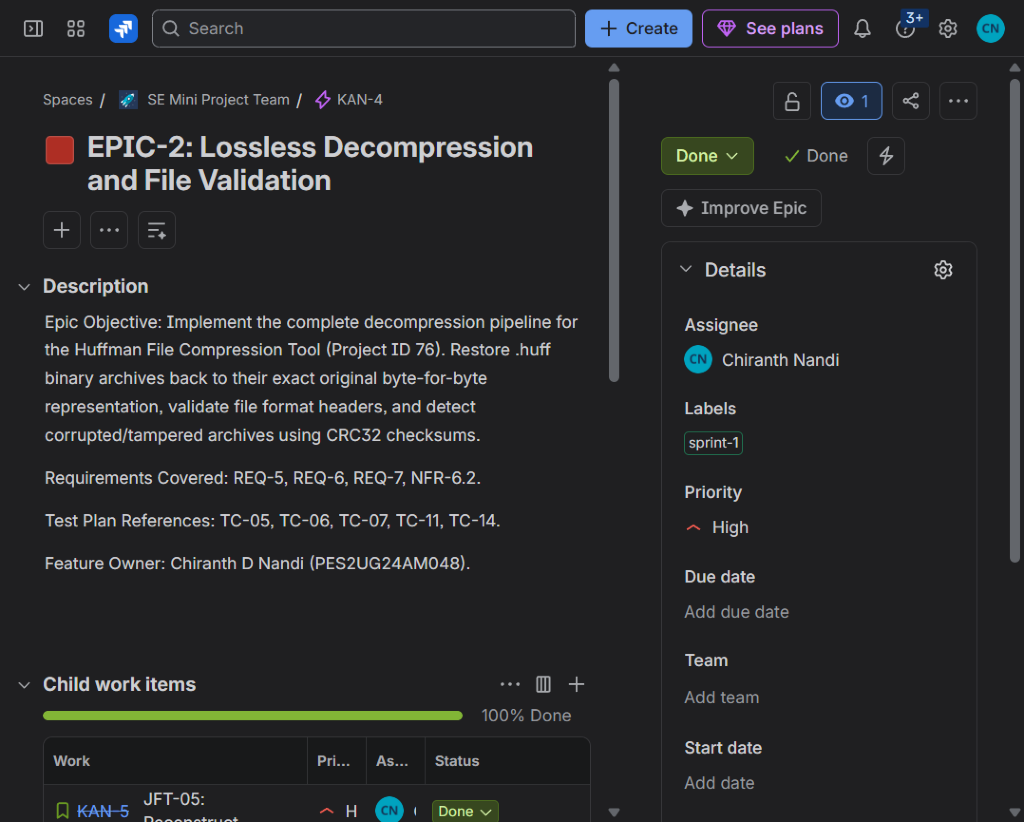 Search
Create
See plans
3+
CN
Spaces / SE Mini Project Team / KAN-4
1
EPIC-2: Lossless Decompression
and File Validation
Done
Done
Improve Epic
Description
Epic Objective: Implement the complete decompression pipeline for
the Huffman File Compression Tool (Project ID 76). Restore .huff
binary archives back to their exact original byte-for-byte
representation, validate file format headers, and detect
corrupted/tampered archives using CRC32 checksums.
Requirements Covered: REQ-5, REQ-6, REQ-7, NFR-6.2.
Test Plan References: TC-05, TC-06, TC-07, TC-11, TC-14.
Feature Owner: Chiranth D Nandi (PES2UG24AM048).
Child work items
100% Done
Work Pri... As... Status
KAN-5 JFT-05: H CN Done
Reconstruct
Details
Assignee
CN Chiranth Nandi
Labels
sprint-1
Priority
High
Due date
Add due date
Team
Add team
Start date
Add date